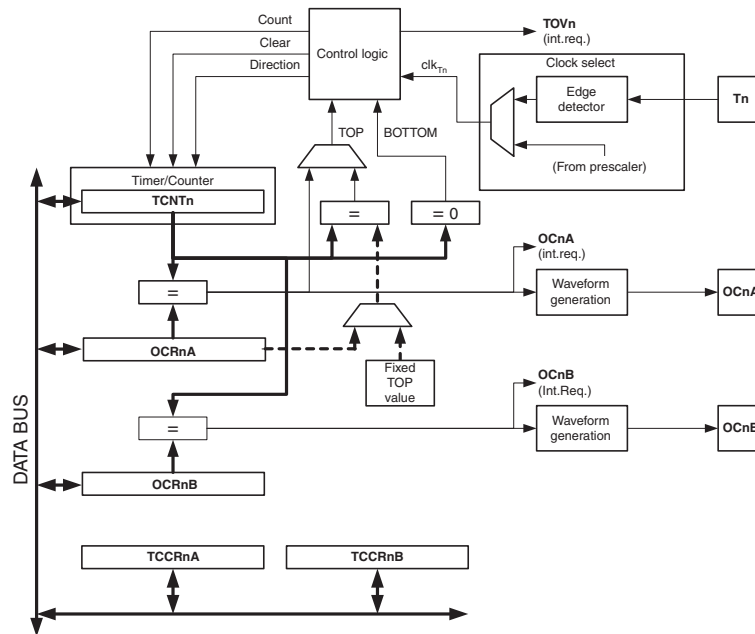 Count
Clear
Direction
Control logic
TOVn
(int.req.)
Clock select
clkTn
Edge
detector
Tn
(From prescaler)
TOP
BOTTOM
Timer/Counter
TCNTn
=
= 0
OCnA
(int.req.)
=
Waveform
generation
OCnA
OCRnA
Fixed
TOP
value
OCnB
(Int.Req.)
=
Waveform
generation
OCnB
OCRnB
DATA BUS
TCCRnA
TCCRnB